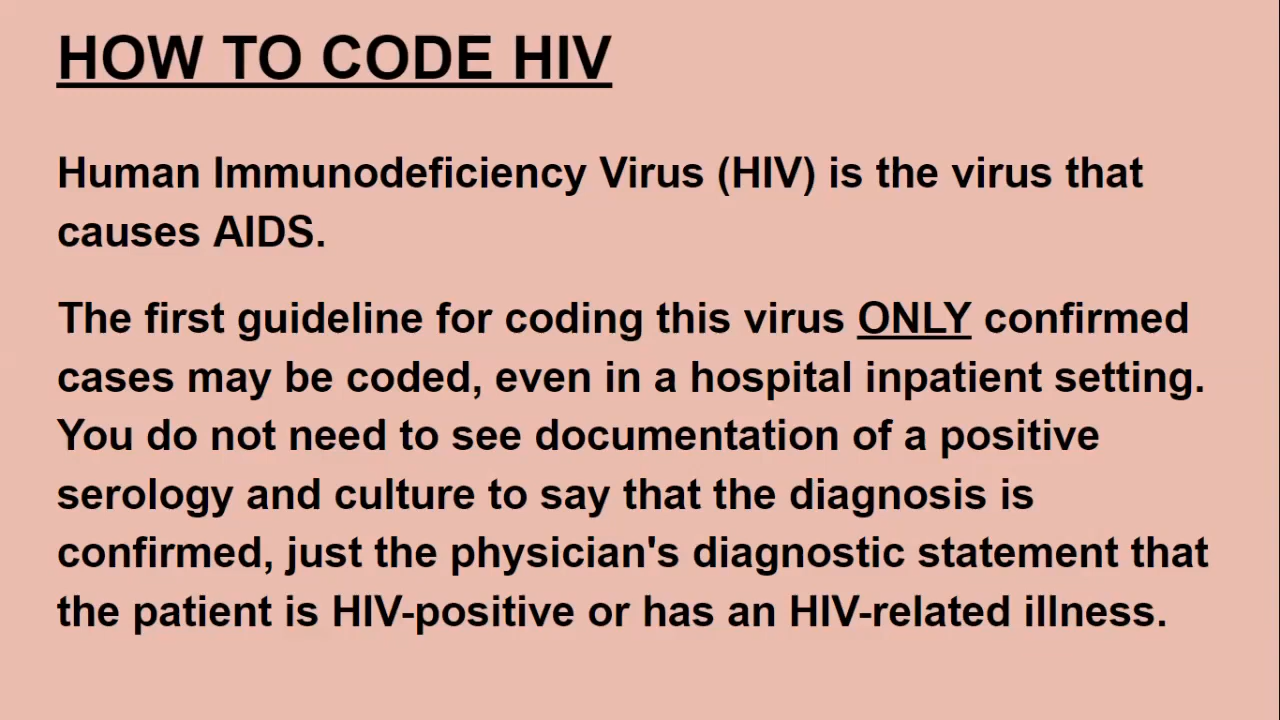 HOW TO CODE HIV
Human Immunodeficiency Virus (HIV) is the virus that
causes AIDS.
The first guideline for coding this virus ONLY confirmed
cases may be coded, even in a hospital inpatient setting.
You do not need to see documentation of a positive
serology and culture to say that the diagnosis is
confirmed, just the physician's diagnostic statement that
the patient is HIV-positive or has an HIV-related illness.